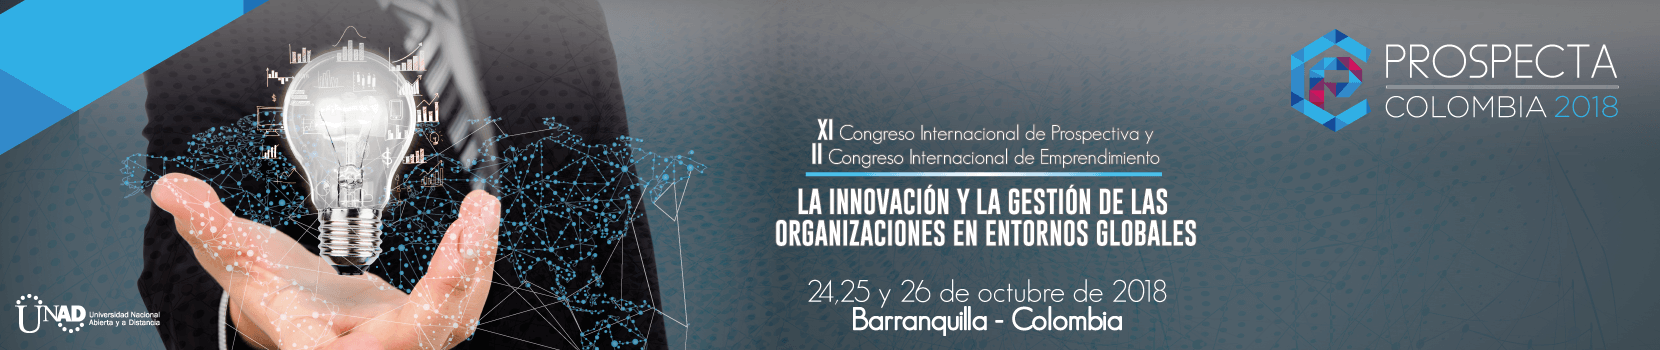 PROSPECTA
COLOMBIA 2018
XI Congreso Internacional de Prospectiva y
II Congreso Internacional de Emprendimiento
LA INNOVACIÓN Y LA GESTIÓN DE LAS
ORGANIZACIONES EN ENTORNOS GLOBALES
24,25 y 26 de octubre de 2018
Barranquilla - Colombia
UNAD Universidad Nacional
Abierta y a Distancia